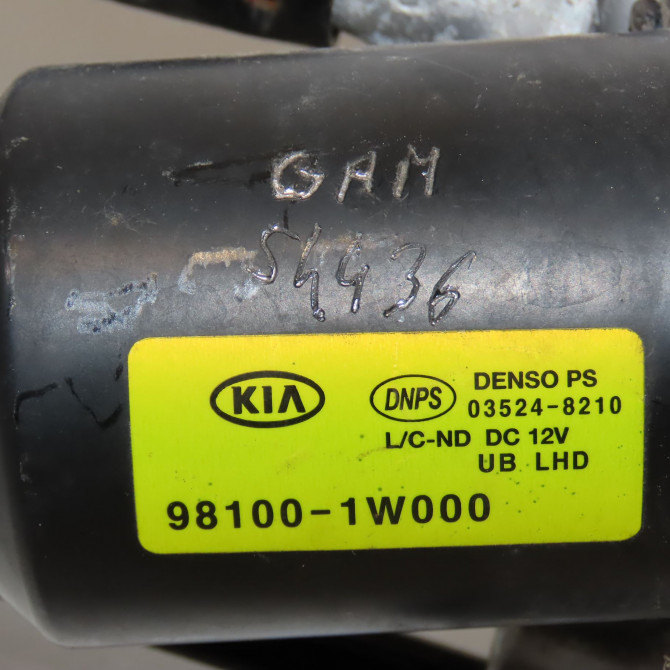 GAM
54436
KIA
DNPS DENSO PS
03524-8210
L/C-ND DC 12V
UB LHD
98100-1W000